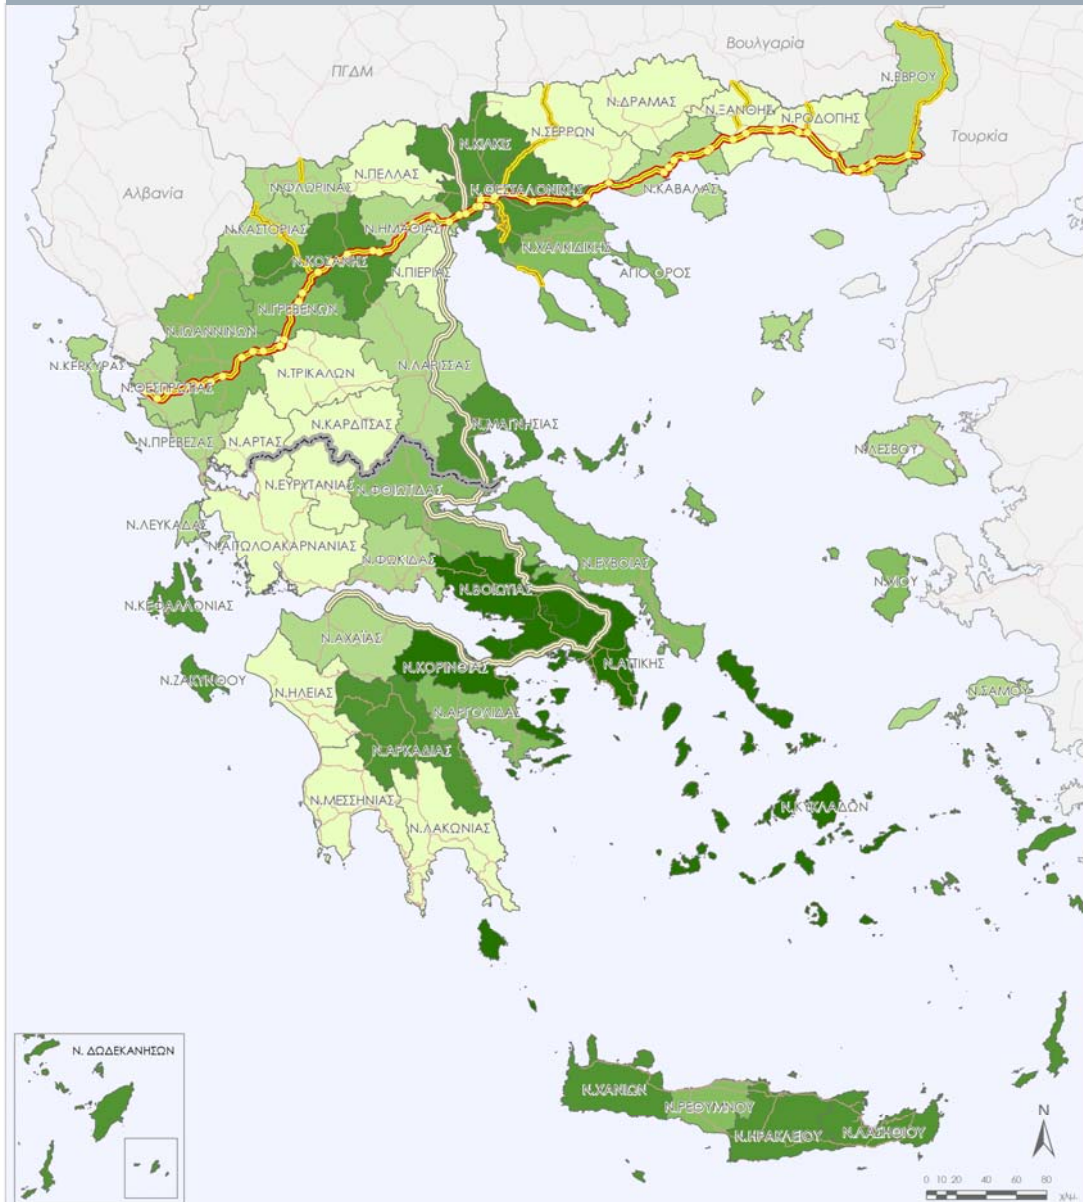 Βουλγαρία
ΠΓΔΜ
Ν.ΕΒΡΟΥ
Ν.ΔΡΑΜΑΣ
Ν.ΞΑΝΘΗΣ
Ν.ΡΟΔΟΠΗΣ
Ν.ΣΕΡΡΩΝ
Τουρκία
Ν.ΚΙΛΚΙΣ
Ν.ΠΕΛΛΑΣ
Αλβανία
Ν.ΦΛΩΡΙΝΑΣ
Ν.ΘΕΣΣΑΛΟΝΙΚΗΣ
Ν.ΚΑΒΑΛΑΣ
Ν.ΚΑΣΤΟΡΙΑΣ
Ν.ΗΜΑΘΙΑΣ
Ν.ΧΑΛΚΙΔΙΚΗΣ
Ν.ΚΟΖΑΝΗΣ
Ν.ΠΙΕΡΙΑΣ
ΑΓΙΟ ΟΡΟΣ
Ν.ΓΡΕΒΕΝΩΝ
Ν.ΙΩΑΝΝΙΝΩΝ
Ν.ΚΕΡΚΥΡΑΣ
Ν.ΛΑΡΙΣΣΑΣ
Ν.ΤΡΙΚΑΛΩΝ
Ν.ΘΕΣΠΡΩΤΙΑΣ
Ν.ΚΑΡΔΙΤΣΑΣ
Ν.ΜΑΓΝΗΣΙΑΣ
Ν.ΠΡΕΒΕΖΑΣ
Ν.ΑΡΤΑΣ
Ν.ΛΕΣΒΟΥ
Ν.ΕΥΡΥΤΑΝΙΑΣ
Ν.ΦΘΙΩΤΙΔΑΣ
Ν.ΛΕΥΚΑΔΑΣ
Ν.ΑΙΤΩΛΟΑΚΑΡΝΑΝΙΑΣ
Ν.ΦΩΚΙΔΑΣ
Ν.ΕΥΒΟΙΑΣ
Ν.ΧΙΟΥ
Ν.ΒΟΙΩΤΙΑΣ
Ν.ΚΕΦΑΛΛΟΝΙΑΣ
Ν.ΑΧΑΪΑΣ
Ν.ΚΟΡΙΝΘΙΑΣ
Ν.ΑΤΤΙΚΗΣ
Ν.ΖΑΚΥΝΘΟΥ
Ν.ΗΛΕΙΑΣ
Ν.ΣΑΜΟΥ
Ν.ΑΡΓΟΛΙΔΑΣ
Ν.ΑΡΚΑΔΙΑΣ
Ν.ΜΕΣΣΗΝΙΑΣ
Ν.ΚΥΚΛΑΔΩΝ
Ν.ΛΑΚΩΝΙΑΣ
Ν. ΔΩΔΕΚΑΝΗΣΩΝ
Ν.ΧΑΝΙΩΝ
Ν.ΡΕΘΥΜΝΟΥ
Ν.ΗΡΑΚΛΕΙΟΥ
Ν.ΛΑΣΗΘΙΟΥ
N
0 10 20 40 60 80
Χλμ.